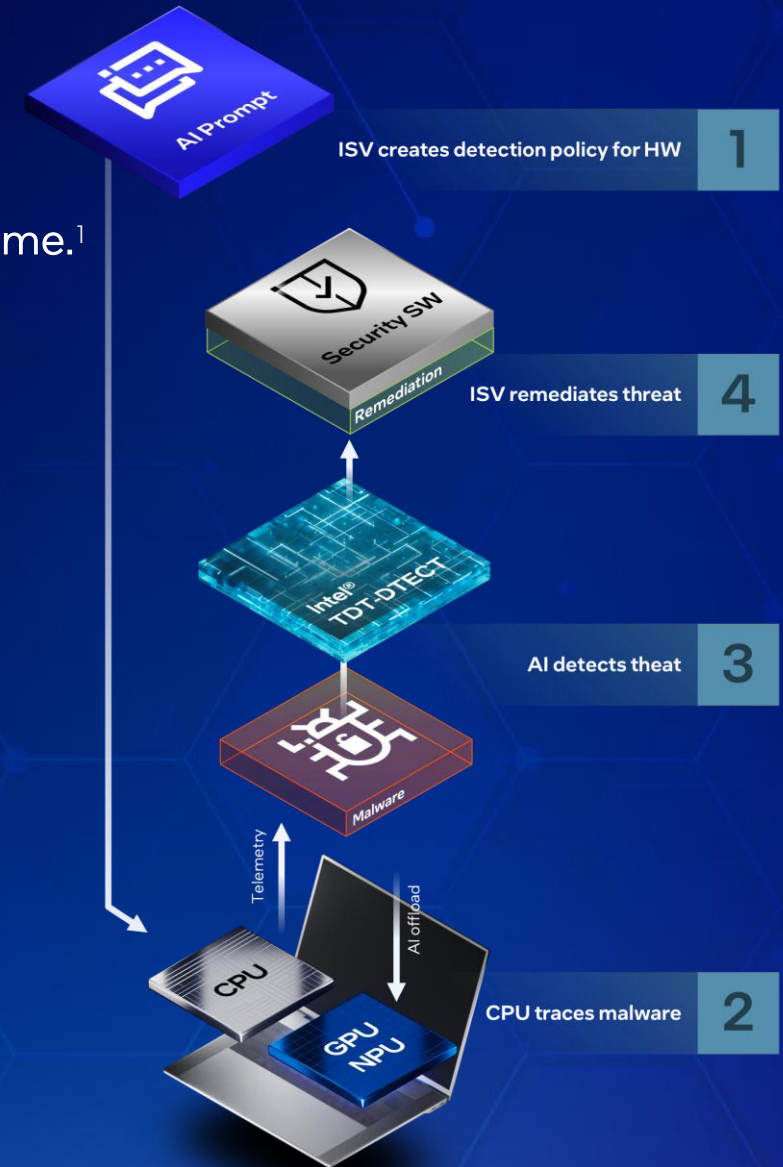 AI Prompt
ISV creates detection policy for HW
1
me.1
Security SW
Remediation
ISV remediates threat
4
Intel®
TDT-DTECT
AI detects theat
3
Malware
Telemetry
AI offload
CPU
GPU
NPU
CPU traces malware
2